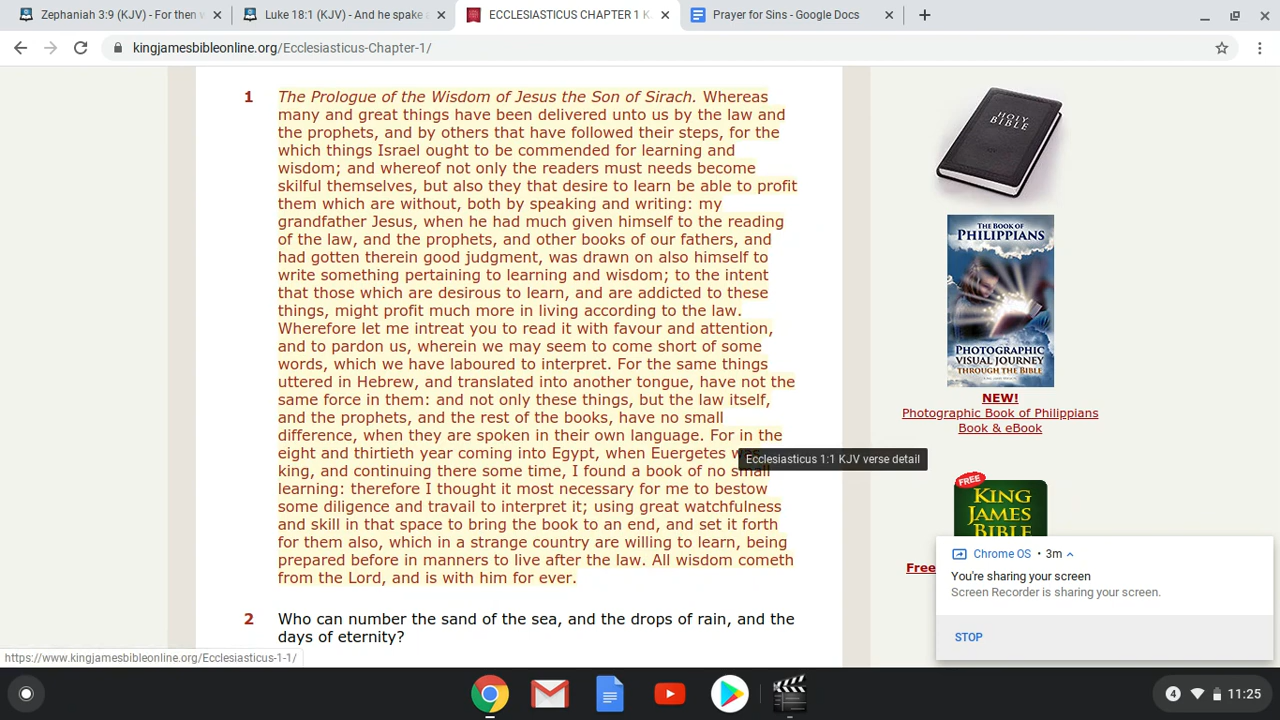 Zephaniah 3:9 (KJV) - For then w
Luke 18:1 (KJV) - And he spake a
ECCLESIASTICUS CHAPTER 1 K
Prayer for Sins - Google Docs
kingjamesbibleonline.org/Ecclesiasticus-Chapter-1/
1 The Prologue of the Wisdom of Jesus the Son of Sirach. Whereas
many and great things have been delivered unto us by the law and
the prophets, and by others that have followed their steps, for the
which things Israel ought to be commended for learning and
wisdom; and whereof not only the readers must needs become
skilful themselves, but also they that desire to learn be able to profit
them which are without, both by speaking and writing: my
grandfather Jesus, when he had much given himself to the reading
of the law, and the prophets, and other books of our fathers, and
had gotten therein good judgment, was drawn on also himself to
write something pertaining to learning and wisdom; to the intent
that those which are desirous to learn, and are addicted to these
things, might profit much more in living according to the law.
Wherefore let me intreat you to read it with favour and attention,
and to pardon us, wherein we may seem to come short of some
words, which we have laboured to interpret. For the same things
uttered in Hebrew, and translated into another tongue, have not the
same force in them: and not only these things, but the law itself,
and the prophets, and the rest of the books, have no small
difference, when they are spoken in their own language. For in the
eight and thirtieth year coming into Egypt, when Euergetes was
king, and continuing there some time, I found a book of no small
learning: therefore I thought it most necessary for me to bestow
some diligence and travail to interpret it; using great watchfulness
and skill in that space to bring the book to an end, and set it forth
for them also, which in a strange country are willing to learn, being
prepared before in manners to live after the law. All wisdom cometh
from the Lord, and is with him for ever.
2 Who can number the sand of the sea, and the drops of rain, and the
days of eternity?
Ecclesiasticus 1:1 KJV verse detail
HOLY
BIBLE
THE BOOK OF
PHILIPPIANS
PHOTOGRAPHIC
VISUAL JOURNEY
THROUGH THE BIBLE
NEW!
Photographic Book of Philippians
Book & eBook
FREE
KING
JAMES
BIBLE
Free
Chrome OS • 3m
You're sharing your screen
Screen Recorder is sharing your screen.
STOP
https://www.kingjamesbibleonline.org/Ecclesiasticus-1-1/
4
11:25